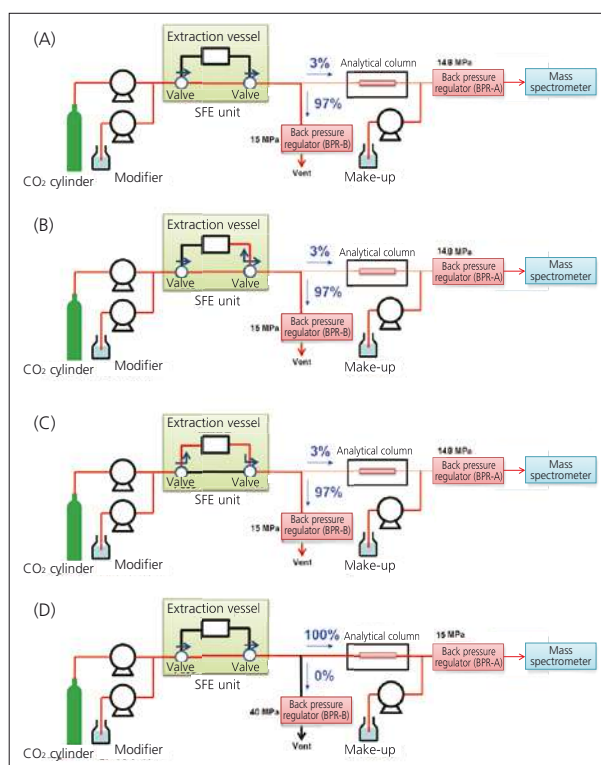 (A)
Extraction vessel
Valve
Valve
SFE unit
3%
97%
Analytical column
14.9 MPa
Back pressure
regulator (BPR-A)
Mass
spectrometer
15 MPa
Back pressure
regulator (BPR-B)
Vent
Make-up
CO₂ cylinder
Modifier
(B)
Extraction vessel
Valve
Valve
SFE unit
3%
97%
Analytical column
14.9 MPa
Back pressure
regulator (BPR-A)
Mass
spectrometer
15 MPa
Back pressure
regulator (BPR-B)
Vent
Make-up
CO₂ cylinder
Modifier
(C)
Extraction vessel
Valve
Valve
SFE unit
3%
97%
Analytical column
14.9 MPa
Back pressure
regulator (BPR-A)
Mass
spectrometer
15 MPa
Back pressure
regulator (BPR-B)
Vent
Make-up
CO₂ cylinder
Modifier
(D)
Extraction vessel
Valve
Valve
SFE unit
100%
0%
Analytical column
15 MPa
Back pressure
regulator (BPR-A)
Mass
spectrometer
40 MPa
Back pressure
regulator (BPR-B)
Vent
Make-up
CO₂ cylinder
Modifier